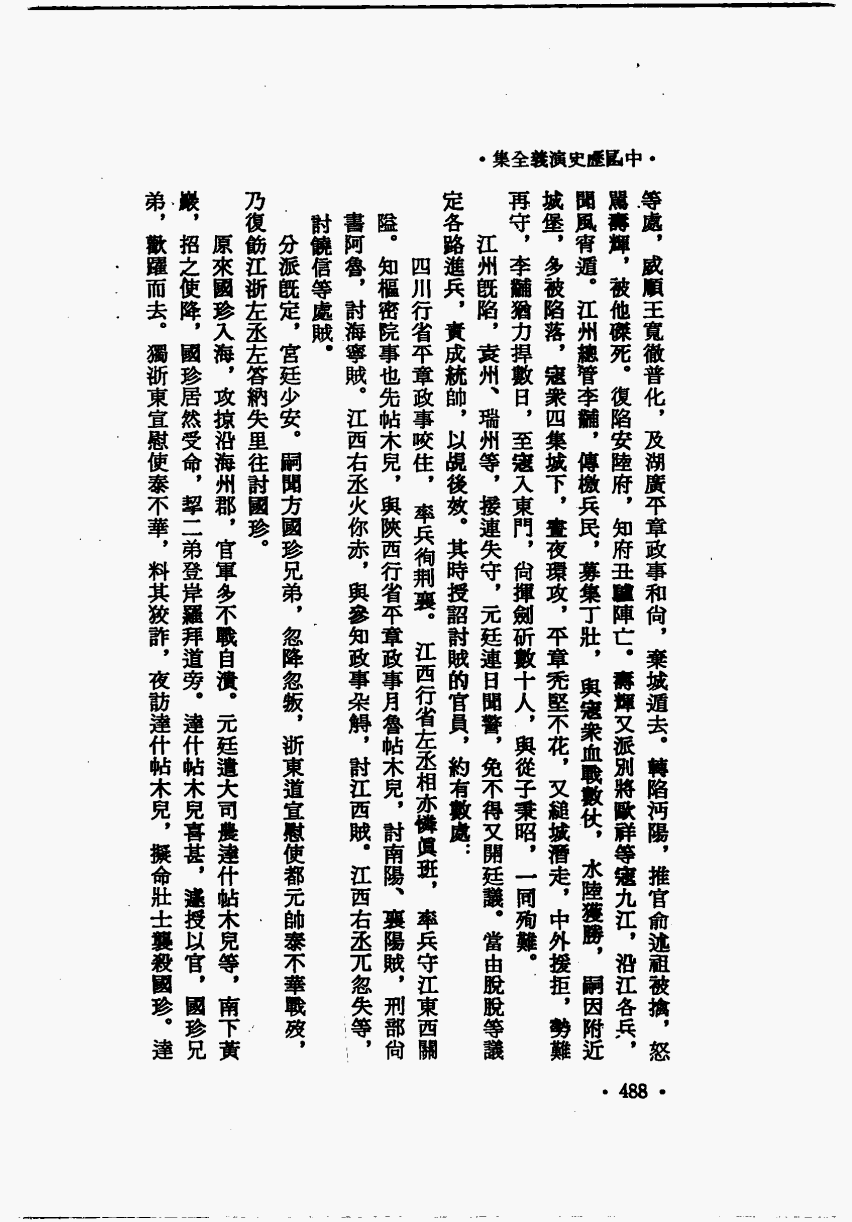 •中國歷史演義全集•
等處，威順王寬徹普化，及湖廣平章政事和尙，棄城遁去。轉陷沔陽，推官俞述祖被擒，怒
罵壽輝，被他磔死。復陷安陸府，知府丑驢陣亡。壽輝又派別將歐祥等寇九江，沿江各兵，
聞風宵遁。江州總管李黼，傳檄兵民，募集丁壯，與寇衆血戰數仗，水陸獲勝，嗣因附近
城堡，多被陷落，寇衆四集城下，晝夜環攻，平章禿堅不花，又縋城潛走，中外援拒，勢難
再守，李黼猶力捍數日，至寇入東門，尙揮劍斫數十人，與從子秉昭，一同殉難。
江州旣陷，袁州、瑞州等，接連失守，元廷連日聞警，免不得又開廷議。當由脫脫等議
定各路進兵，責成統帥，以覘後效。其時授詔討賊的官員，約有數處：
四川行省平章政事咬住，率兵徇荆襄。江西行省左丞相亦憐眞班，率兵守江東西關
隘。知樞密院事也先帖木兒，與陝西行省平章政事月魯帖木兒，討南陽、襄陽賊，刑部尙
書阿魯，討海寧賊。江西右丞火你赤，與參知政事朵䚟，討江西賊。江西右丞兀忽失等，
討饒信等處賊。
分派旣定，宮廷少安。嗣聞方國珍兄弟，忽降忽叛，浙東道宣慰使都元帥泰不華戰歿，
乃復飭江浙左丞左答納失里往討國珍。
原來國珍入海，攻掠沿海州郡，官軍多不戰自潰。元廷遣大司農達什帖木兒等，南下黃
巖，招之使降，國珍居然受命，挈二弟登岸羅拜道旁。達什帖木兒喜甚，遂授以官，國珍兄
弟，歡躍而去。獨浙東宣慰使泰不華，料其狡詐，夜訪達什帖木兒，擬命壯士襲殺國珍。達
•488•